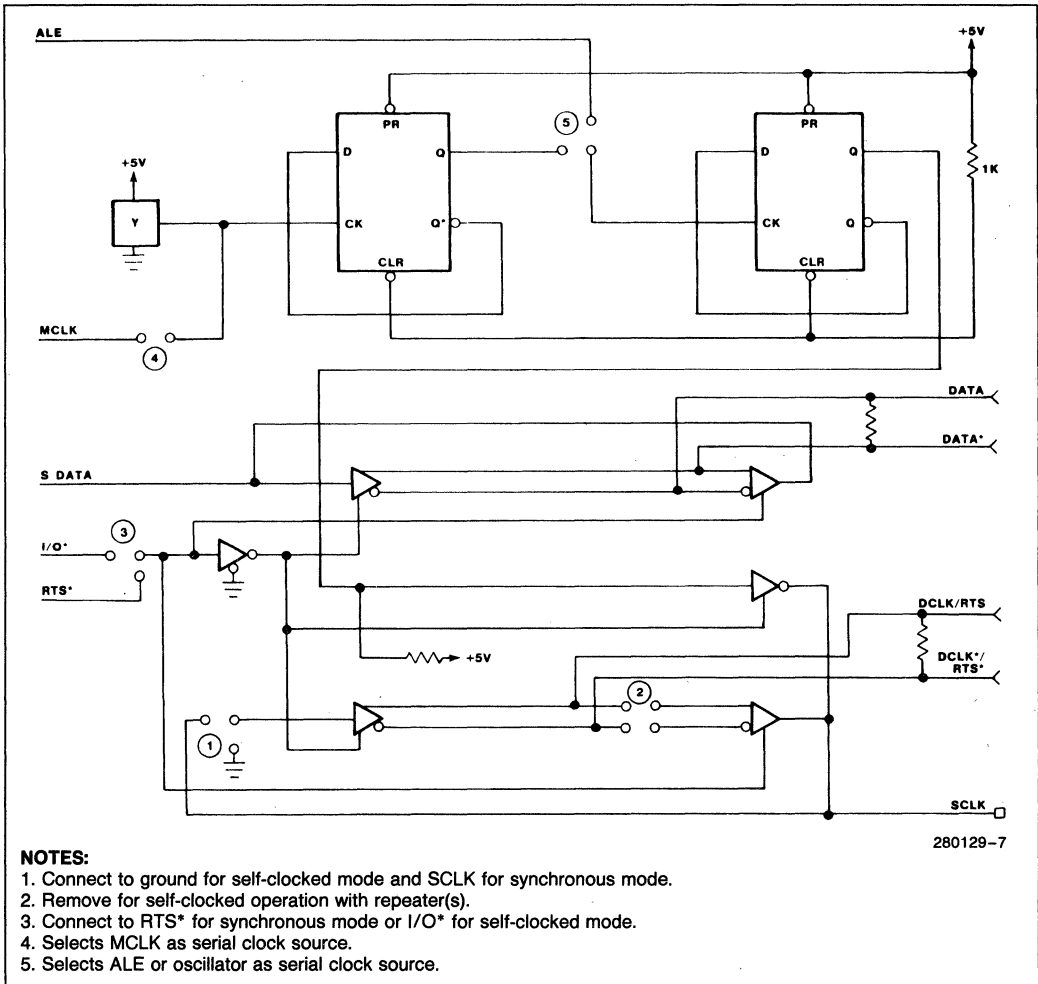 ALE
+5V
PR
PR
5
D
Q
D
Q
1K
+5V
Y
CK
Q*
CK
Q
CLR
CLR
MCLK
4
DATA
DATA*
S DATA
3
I/O*
RTS*
DCLK/RTS
+5V
DCLK*/
RTS*
2
1
SCLK
280129-7
NOTES:
1. Connect to ground for self-clocked mode and SCLK for synchronous mode.
2. Remove for self-clocked operation with repeater(s).
3. Connect to RTS* for synchronous mode or I/O* for self-clocked mode.
4. Selects MCLK as serial clock source.
5. Selects ALE or oscillator as serial clock source.